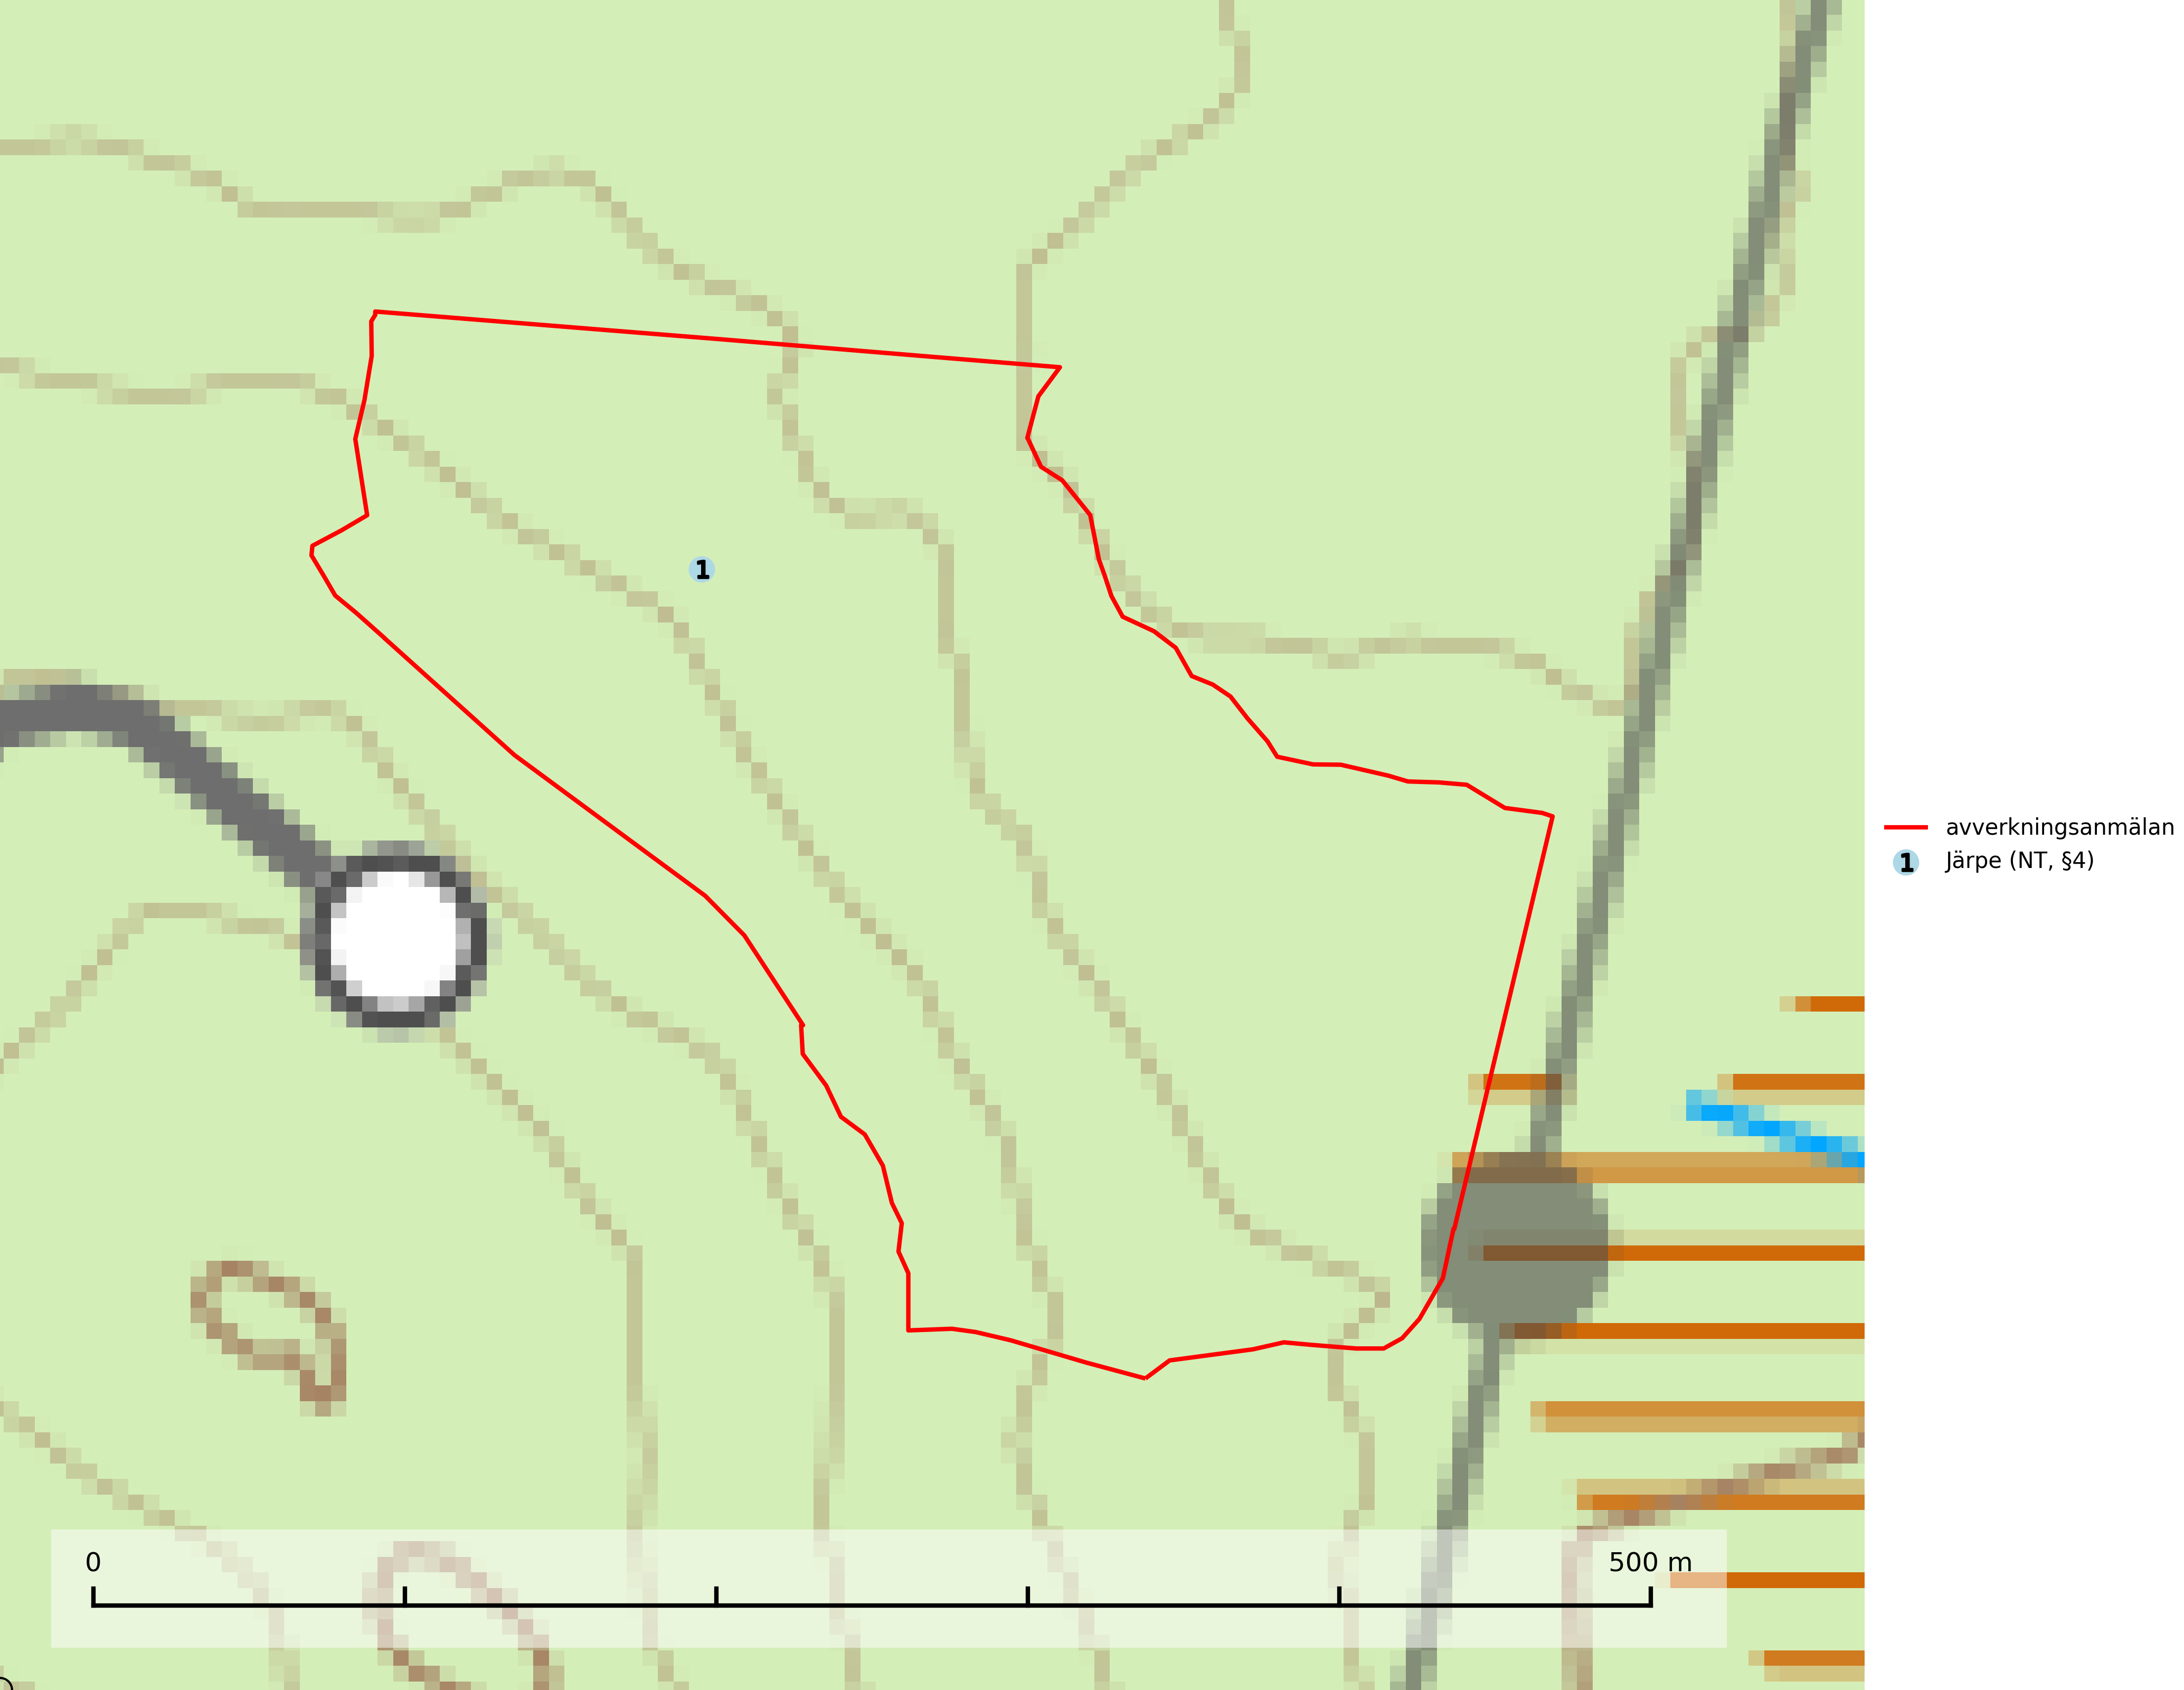 1
avverkningsanmälan
1 Järpe (NT, §4)
0 500 m